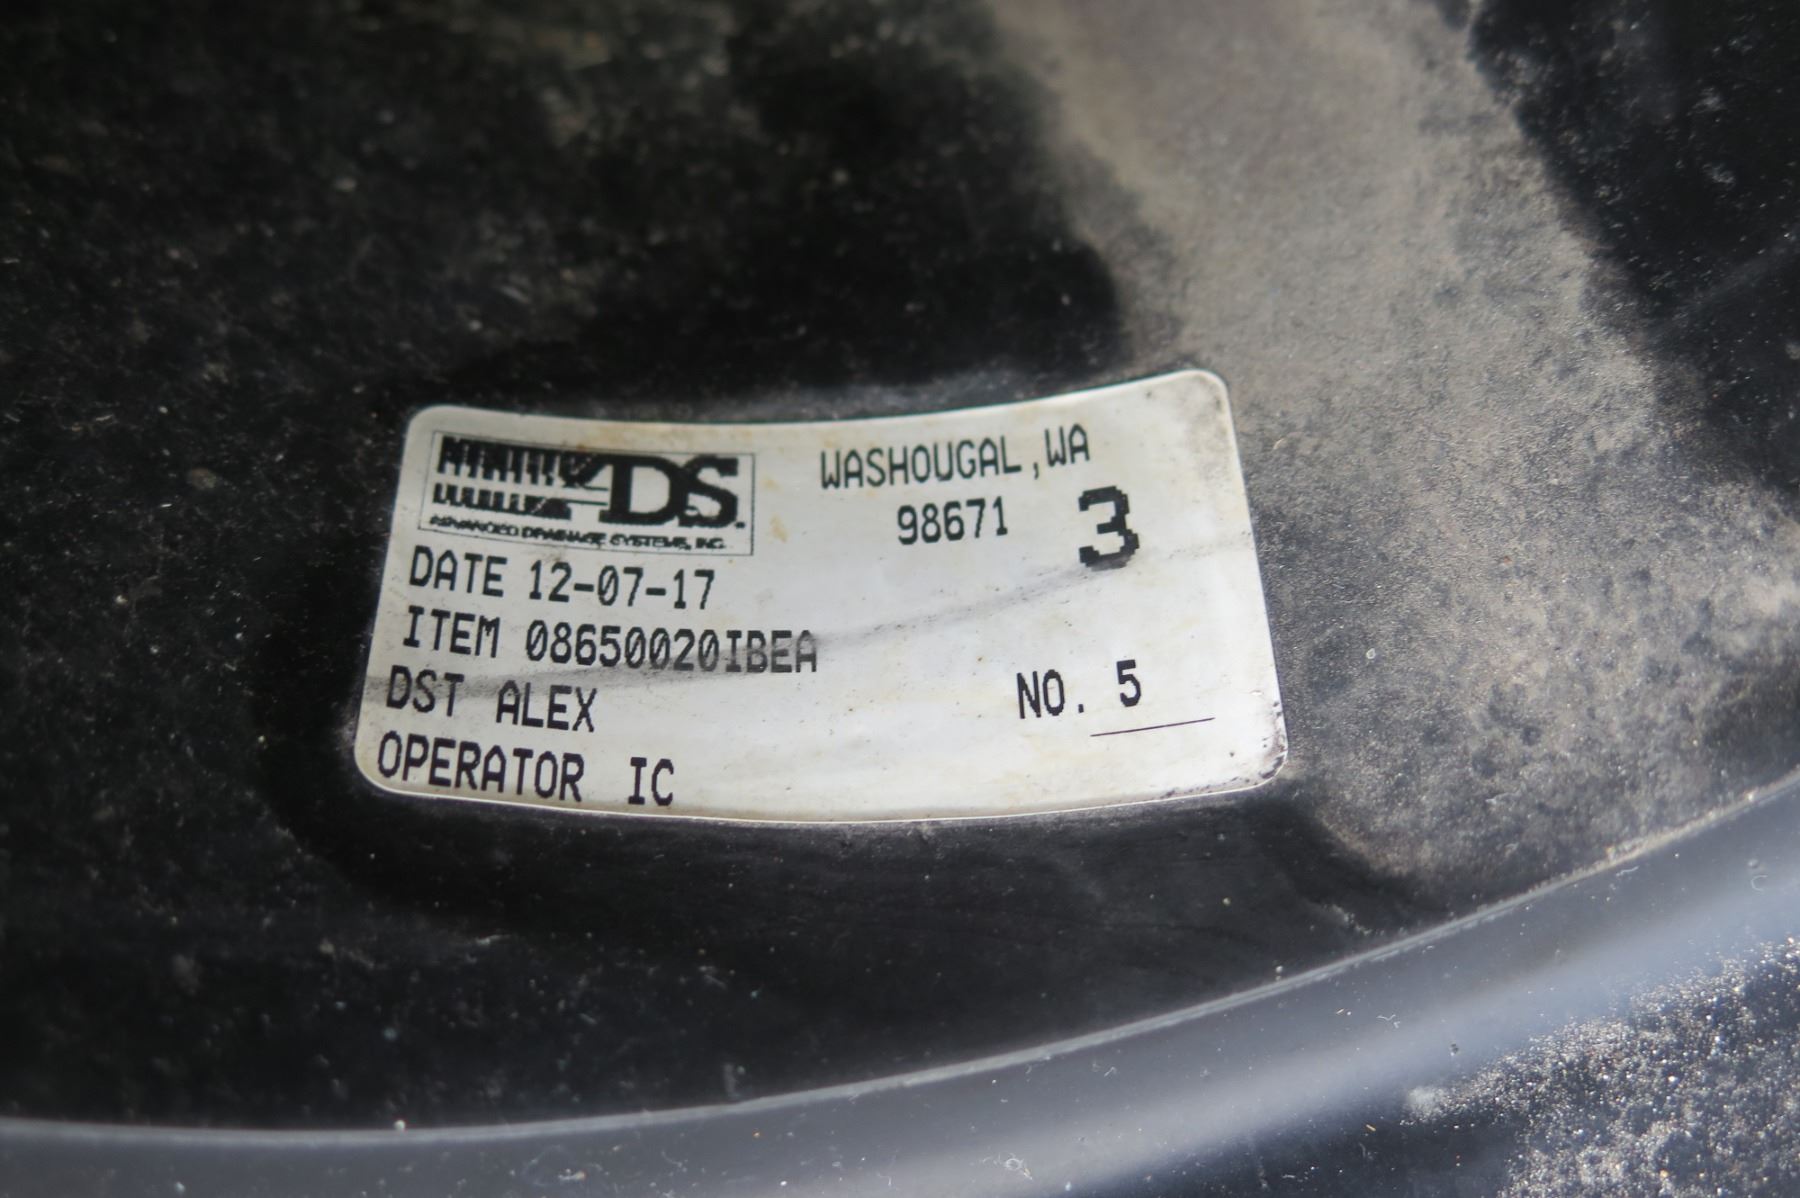 ADS.
ADVANCED DRAINAGE SYSTEMS, INC.
WASHOUGAL,WA
98671
3
DATE 12-07-17
ITEM 08650020IBEA
DST ALEX
NO. 5
OPERATOR IC